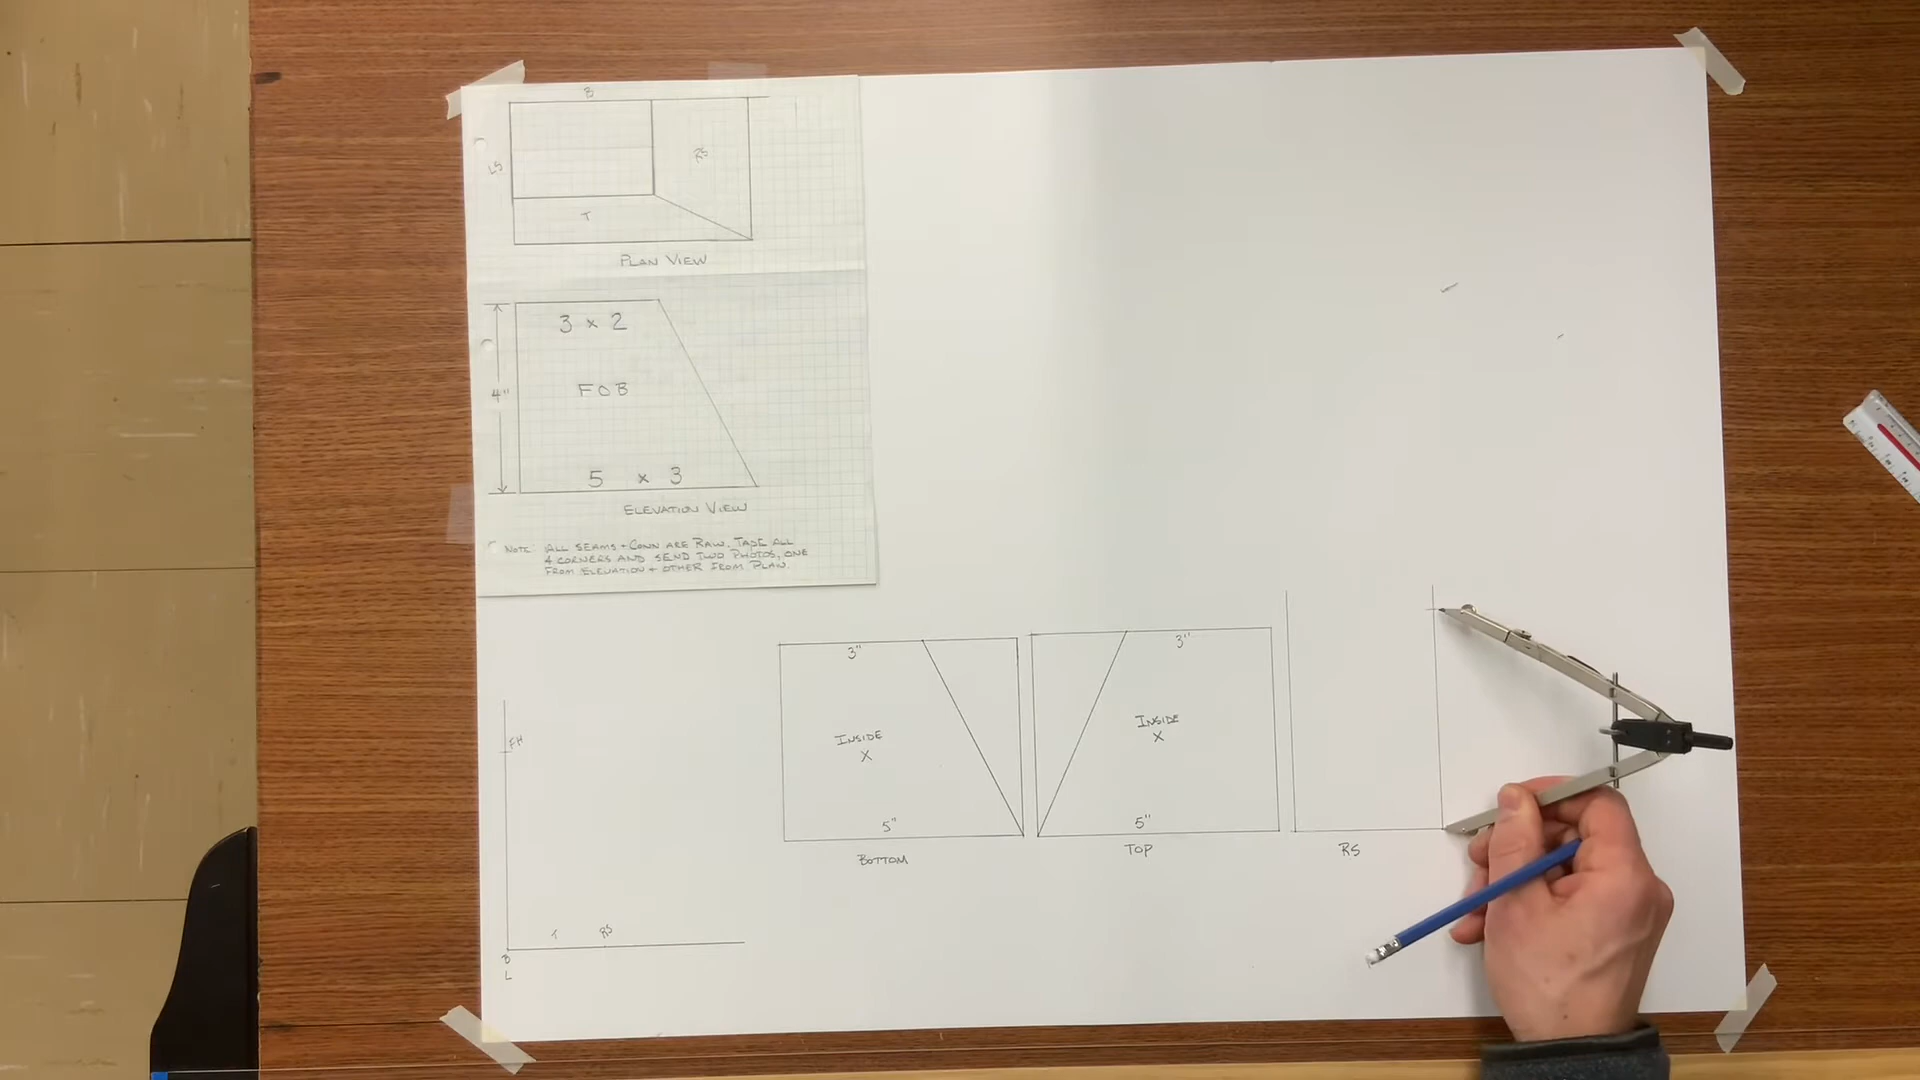 B
LS
RS
T
PLAN VIEW
3 x 2
4"
FOB
5 x 3
ELEVATION VIEW
NOTE: ALL SEAMS + CONN ARE RAW. TAPE ALL
4 CORNERS AND SEND TWO PHOTOS, ONE
FROM ELEVATION + OTHER FROM PLAN.
3"
INSIDE
X
5"
BOTTOM
3"
INSIDE
X
5"
TOP
RS
FH
T RS
B
L